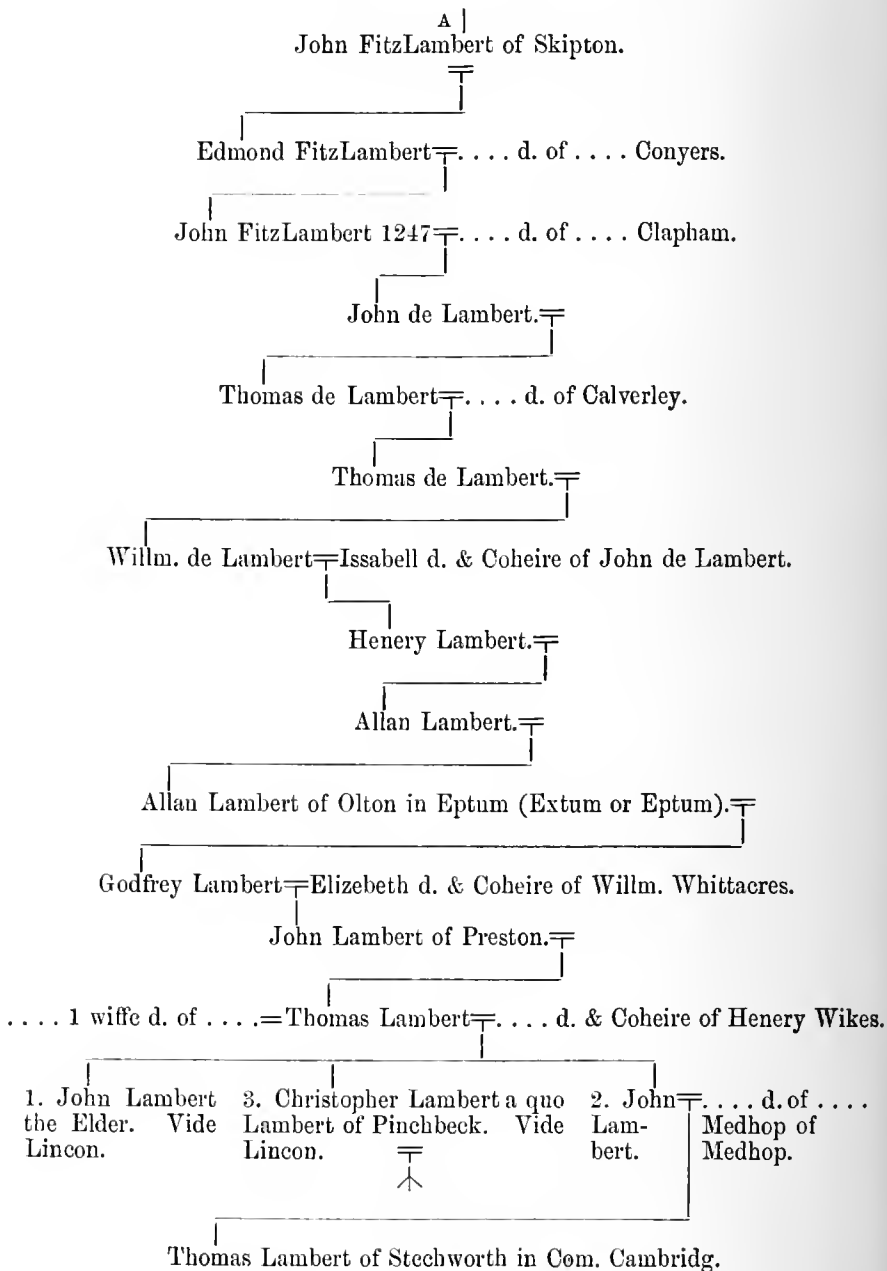 A
John FitzLambert of Skipton.
Edmond FitzLambert=. . . . d. of . . . . Conyers.
John FitzLambert 1247=. . . . d. of . . . . Clapham.
John de Lambert.=
Thomas de Lambert=. . . . d. of Calverley.
Thomas de Lambert.=
Willm. de Lambert=Issabell d. & Coheire of John de Lambert.
Henery Lambert.=
Allan Lambert.=
Allan Lambert of Olton in Eptum (Extum or Eptum).=
Godfrey Lambert=Elizebeth d. & Coheire of Willm. Whittacres.
John Lambert of Preston.=
. . . . 1 wiffe d. of . . . .=Thomas Lambert=. . . . d. & Coheire of Henery Wikes.
1. John Lambert the Elder. Vide Lincon.
3. Christopher Lambert a quo Lambert of Pinchbeck. Vide Lincon.
2. John Lam-
bert.
=. . . . d. of . . . . Medhop of Medhop.
Thomas Lambert of Stechworth in Com. Cambridg.